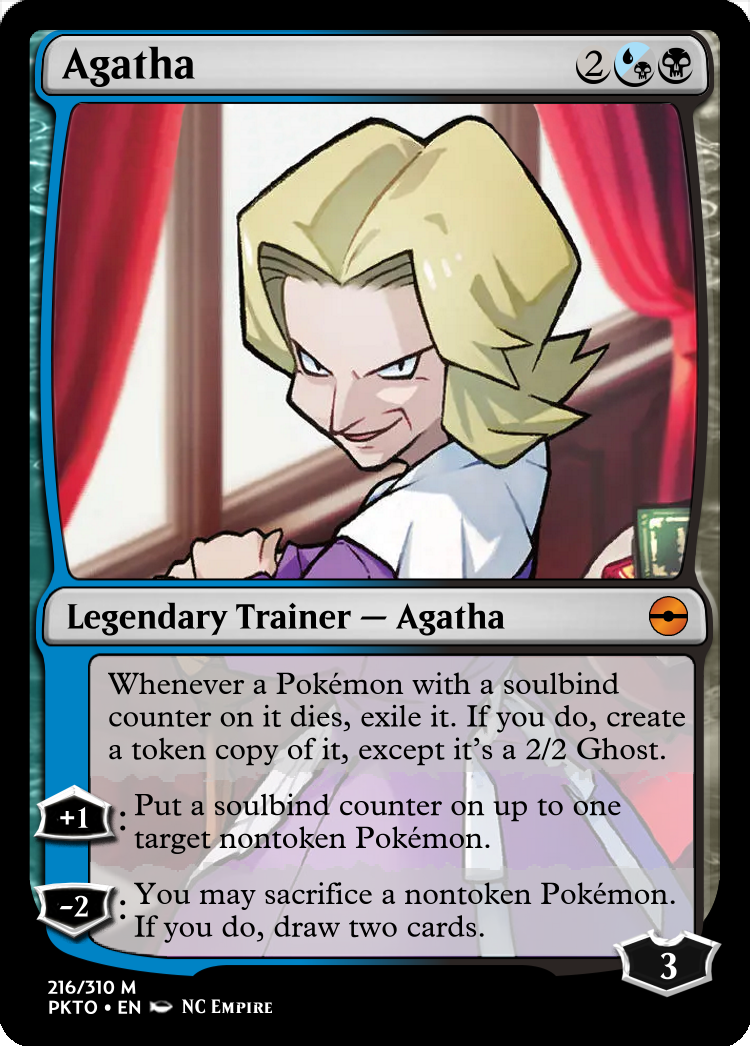 Agatha 2
Legendary Trainer — Agatha
Whenever a Pokémon with a soulbind
counter on it dies, exile it. If you do, create
a token copy of it, except it's a 2/2 Ghost.
+1: Put a soulbind counter on up to one
target nontoken Pokémon.
-2: You may sacrifice a nontoken Pokémon.
If you do, draw two cards.
3
216/310 M
PKTO • EN NC EMPIRE